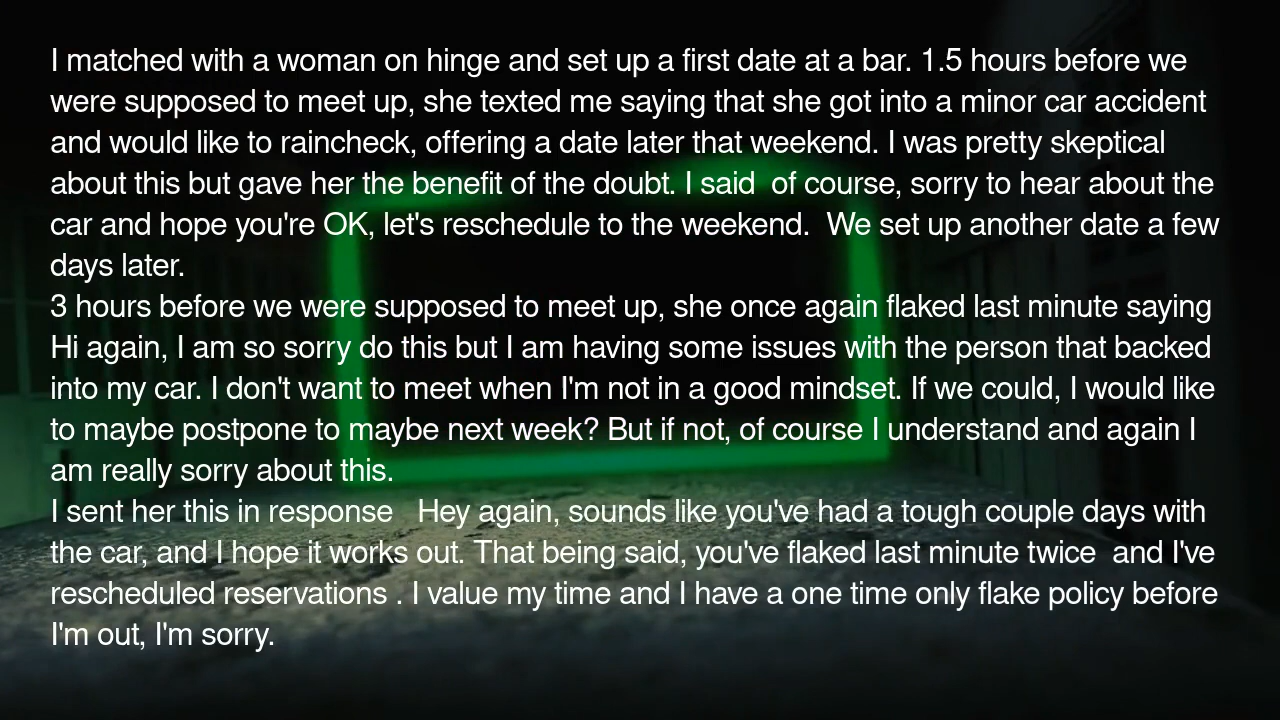 I matched with a woman on hinge and set up a first date at a bar. 1.5 hours before we
were supposed to meet up, she texted me saying that she got into a minor car accident
and would like to raincheck, offering a date later that weekend. I was pretty skeptical
about this but gave her the benefit of the doubt. I said  of course, sorry to hear about the
car and hope you're OK, let's reschedule to the weekend.  We set up another date a few
days later.
3 hours before we were supposed to meet up, she once again flaked last minute saying
Hi again, I am so sorry do this but I am having some issues with the person that backed
into my car. I don't want to meet when I'm not in a good mindset. If we could, I would like
to maybe postpone to maybe next week? But if not, of course I understand and again I
am really sorry about this.
I sent her this in response   Hey again, sounds like you've had a tough couple days with
the car, and I hope it works out. That being said, you've flaked last minute twice  and I've
rescheduled reservations . I value my time and I have a one time only flake policy before
I'm out, I'm sorry.